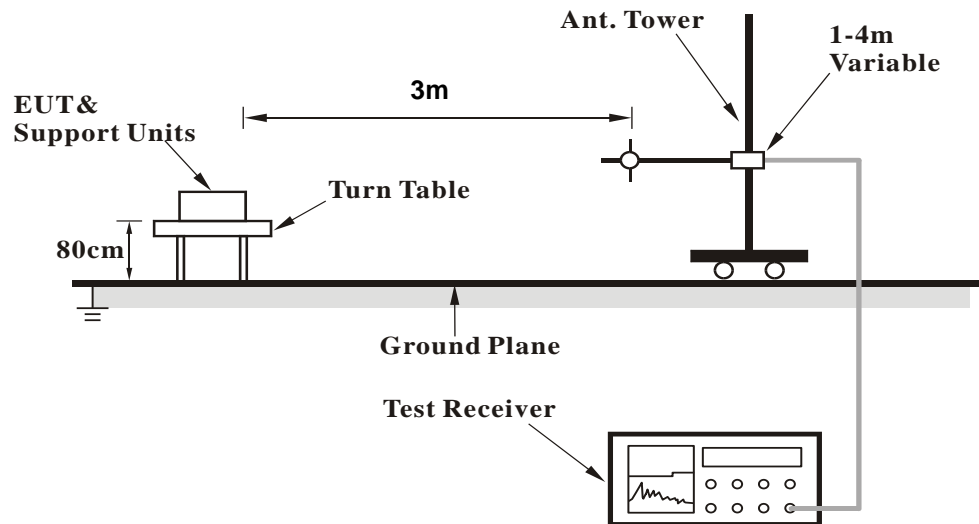 Ant. Tower
1-4m
Variable
3m
EUT&
Support Units
Turn Table
80cm
Ground Plane
Test Receiver